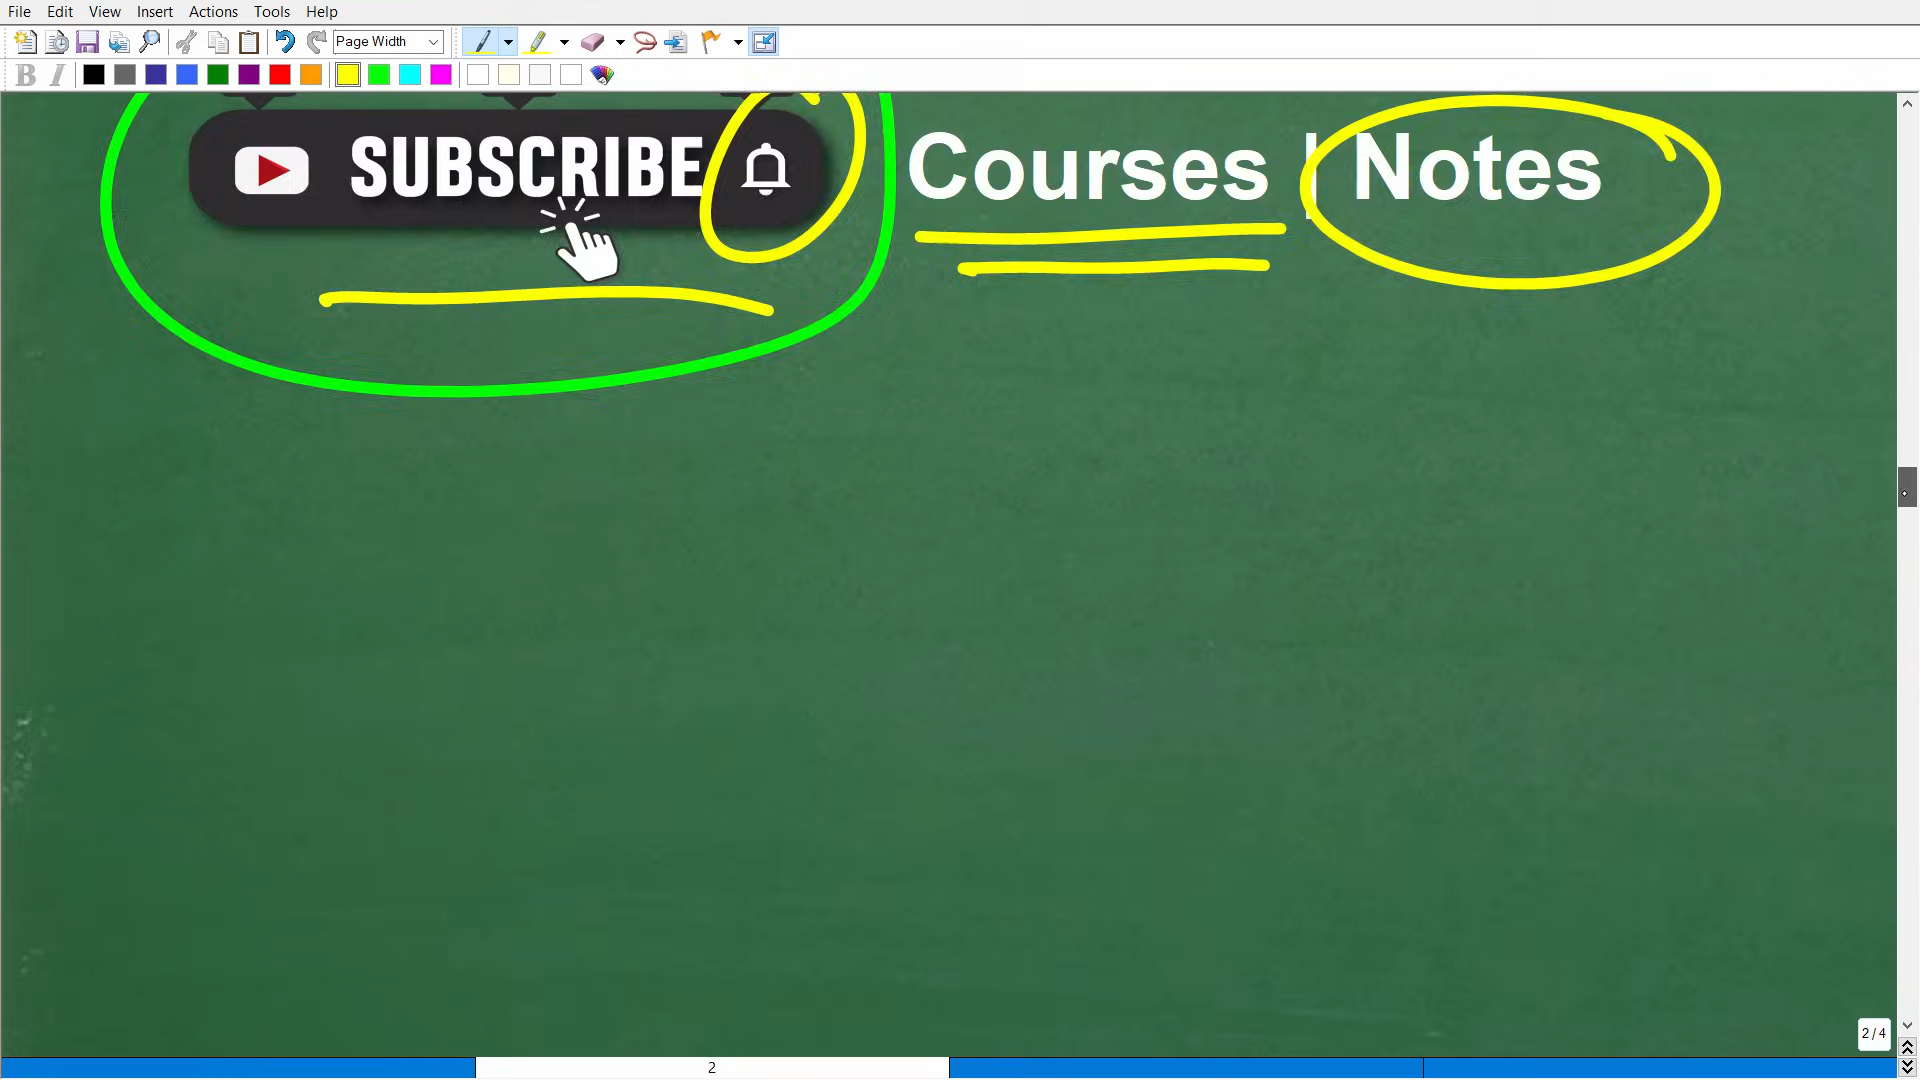 File Edit View Insert Actions Tools Help
Page Width
B I
SUBSCRIBE Courses | Notes
2 / 4
2